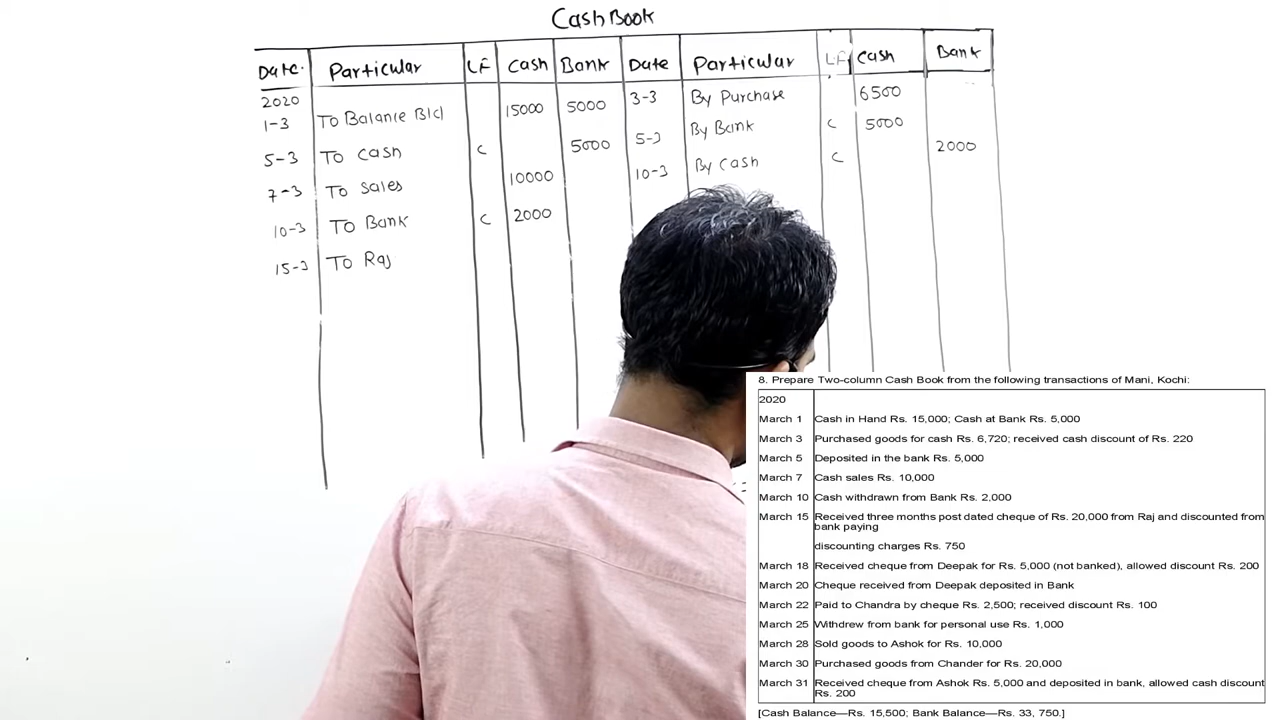 Cash Book
Date. Particular LF Cash Bank Date Particular LF Cash Bank
2020
1-3 To Balance B/d 15000 5000 3-3 By Purchase 6500
5-3 To Cash C 5000 5-3 By Bank C 5000
7-3 To Sales 10000 10-3 By Cash C 2000
10-3 To Bank C 2000
15-3 To Raj
8. Prepare Two-column Cash Book from the following transactions of Mani, Kochi:
2020
March 1 Cash in Hand Rs. 15,000; Cash at Bank Rs. 5,000
March 3 Purchased goods for cash Rs. 6,720; received cash discount of Rs. 220
March 5 Deposited in the bank Rs. 5,000
March 7 Cash sales Rs. 10,000
March 10 Cash withdrawn from Bank Rs. 2,000
March 15 Received three months post dated cheque of Rs. 20,000 from Raj and discounted from
bank paying
discounting charges Rs. 750
March 18 Received cheque from Deepak for Rs. 5,000 (not banked), allowed discount Rs. 200
March 20 Cheque received from Deepak deposited in Bank
March 22 Paid to Chandra by cheque Rs. 2,500; received discount Rs. 100
March 25 Withdrew from bank for personal use Rs. 1,000
March 28 Sold goods to Ashok for Rs. 10,000
March 30 Purchased goods from Chander for Rs. 20,000
March 31 Received cheque from Ashok Rs. 5,000 and deposited in bank, allowed cash discount
Rs. 200
[Cash Balance—Rs. 15,500; Bank Balance—Rs. 33, 750.]